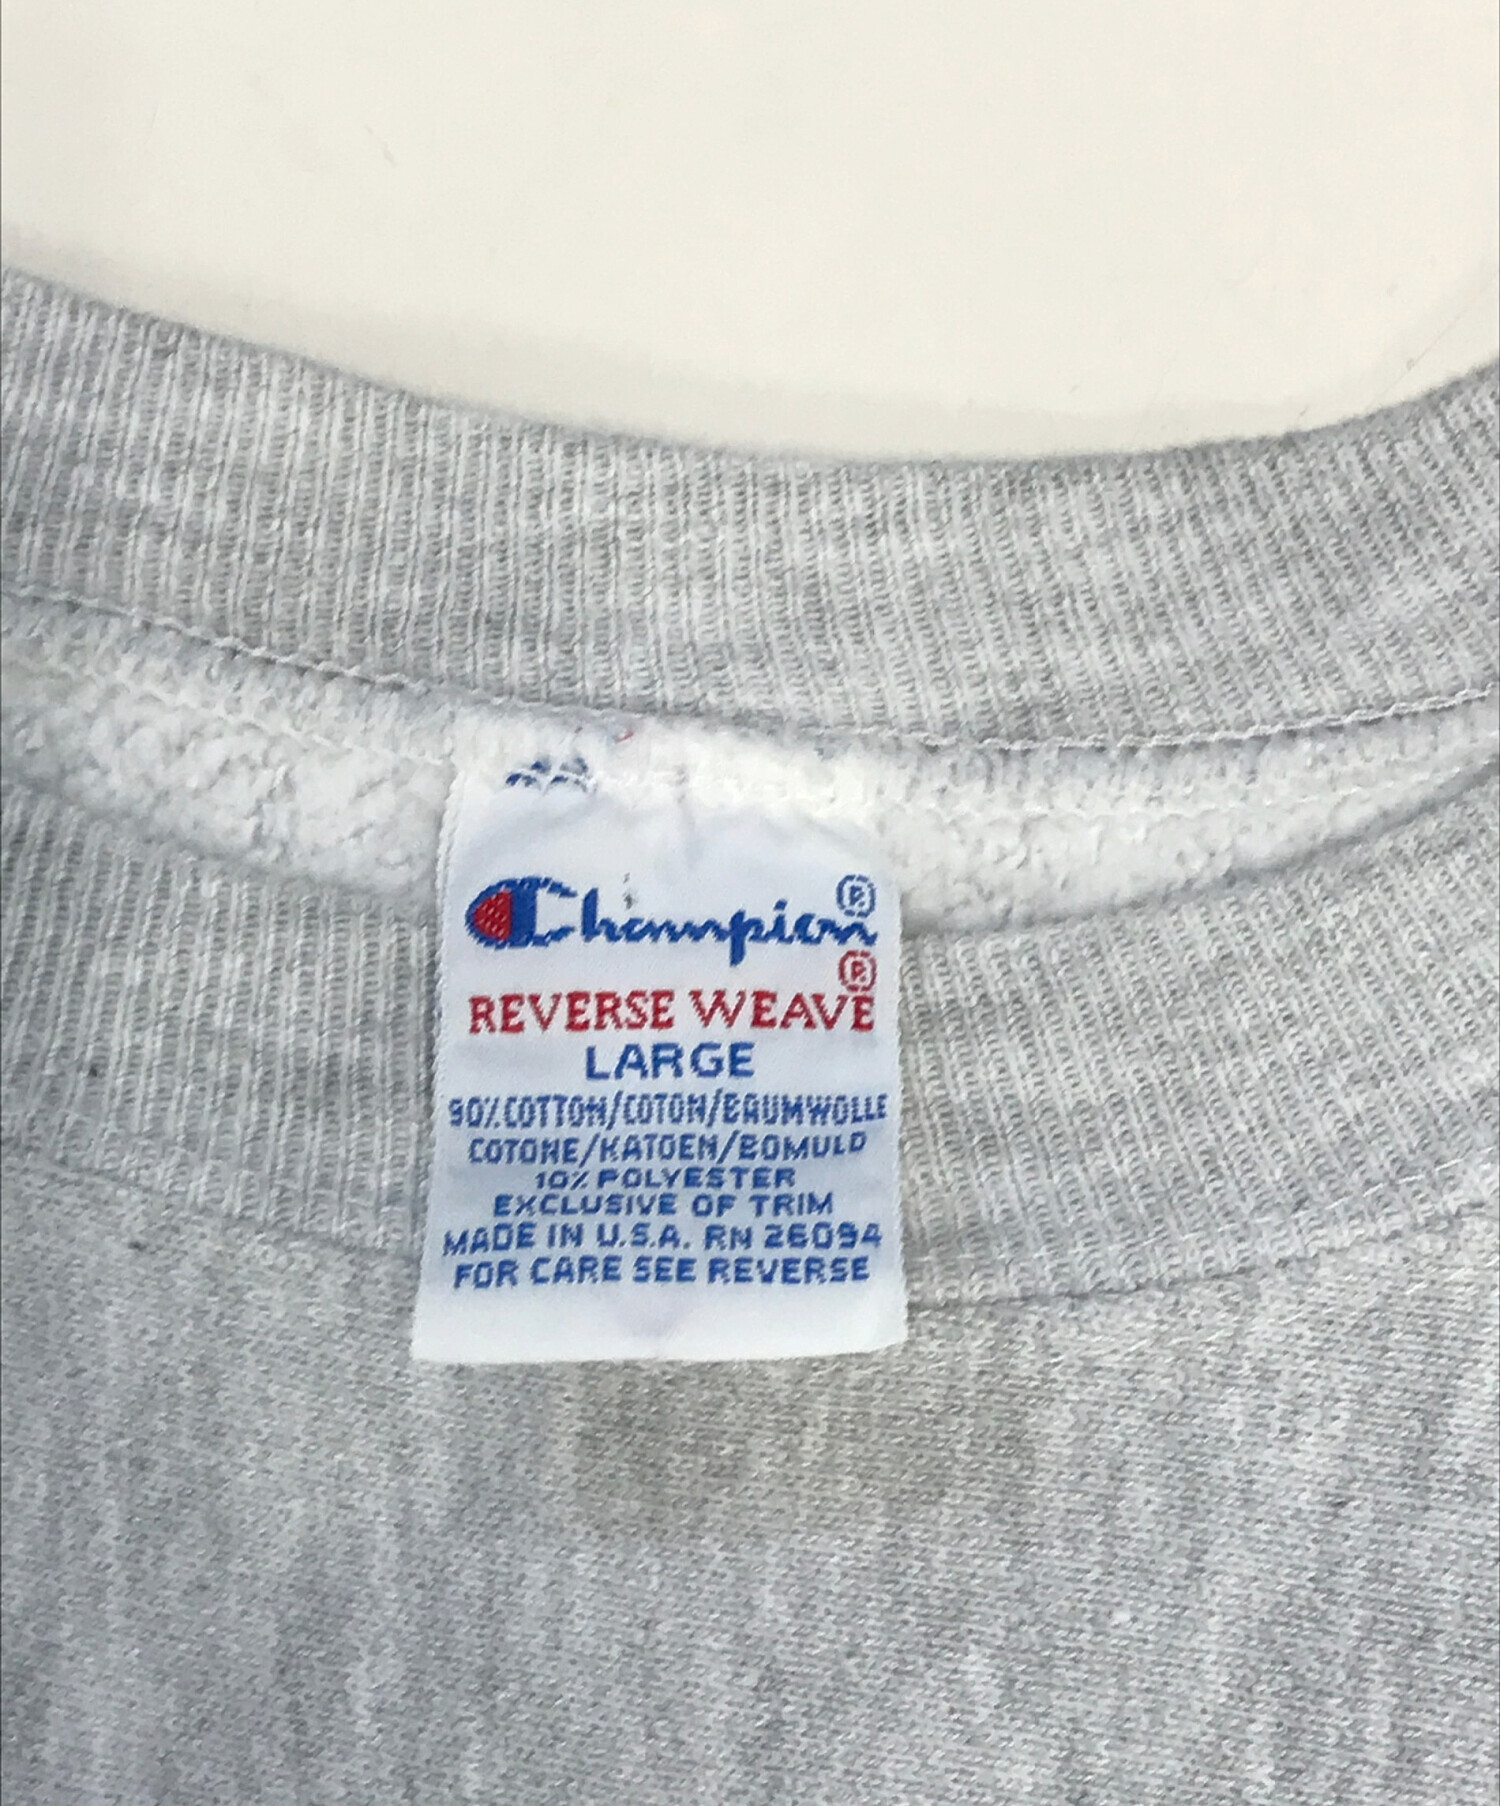 Champion®
REVERSE WEAVE®
LARGE
90% COTTON/COTON/BAUMWOLLE
COTONE/KATOEN/BOMULD
10% POLYESTER
EXCLUSIVE OF TRIM
MADE IN U.S.A. RN 26094
FOR CARE SEE REVERSE